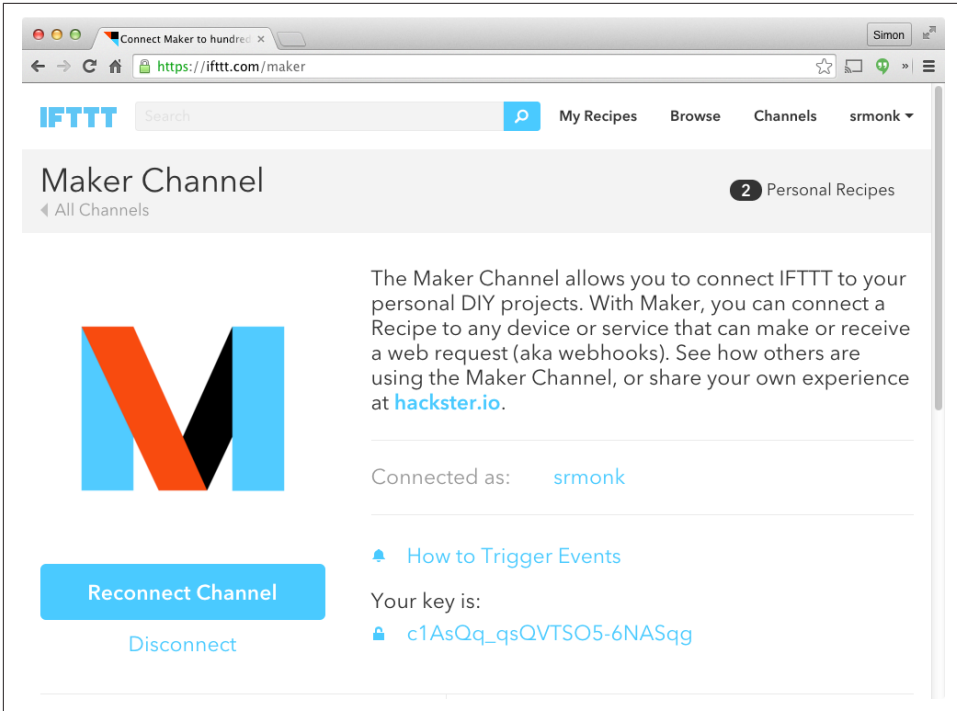 Connect Maker to hundred
Simon
https://ifttt.com/maker
IFTTT
Search
My Recipes
Browse
Channels
srmonk
Maker Channel
All Channels
2 Personal Recipes
The Maker Channel allows you to connect IFTTT to your
personal DIY projects. With Maker, you can connect a
Recipe to any device or service that can make or receive
a web request (aka webhooks). See how others are
using the Maker Channel, or share your own experience
at hackster.io.
Connected as: srmonk
How to Trigger Events
Your key is:
c1AsQq_qsQVTSO5-6NASqg
Reconnect Channel
Disconnect